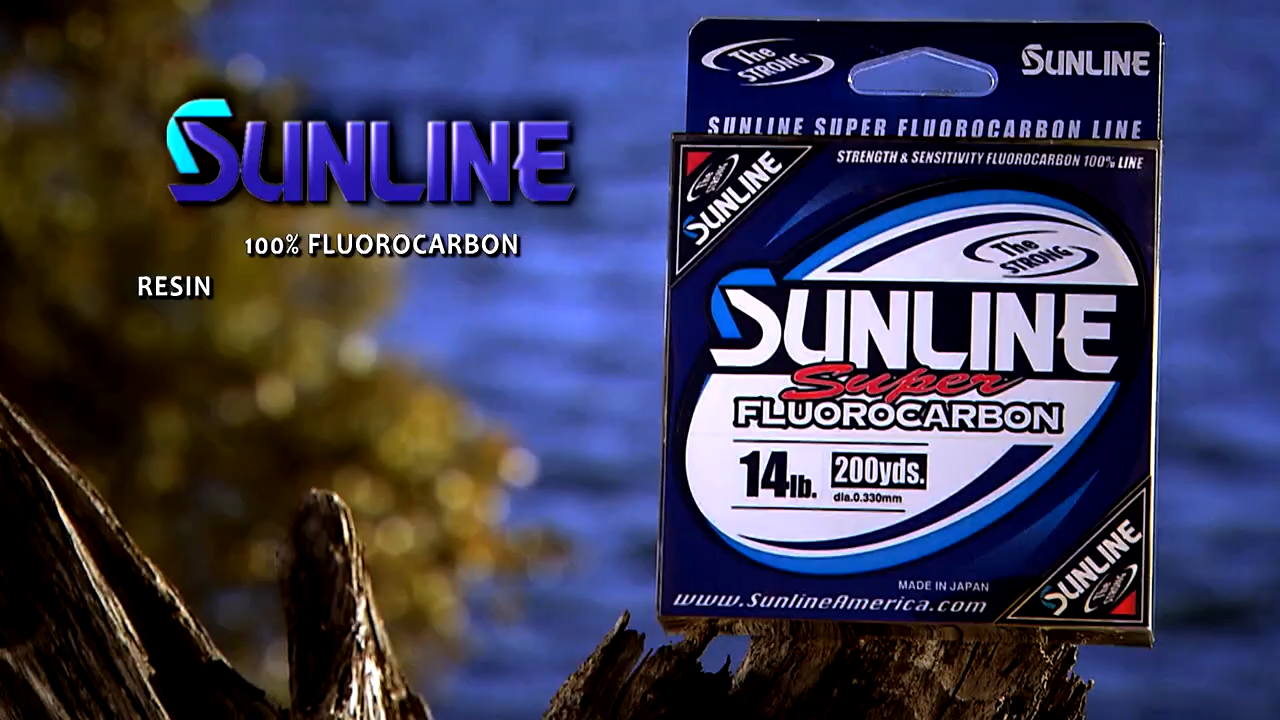 SUNLINE
100% FLUOROCARBON
RESIN
The STRONG
SUNLINE
SUNLINE SUPER FLUOROCARBON LINE
The STRONG
SUNLINE
STRENGTH & SENSITIVITY FLUOROCARBON 100% LINE
The STRONG
SUNLINE
Super
FLUOROCARBON
14lb.
200yds.
dia.0.330mm
MADE IN JAPAN
www.SunlineAmerica.com
SUNLINE
The STRONG